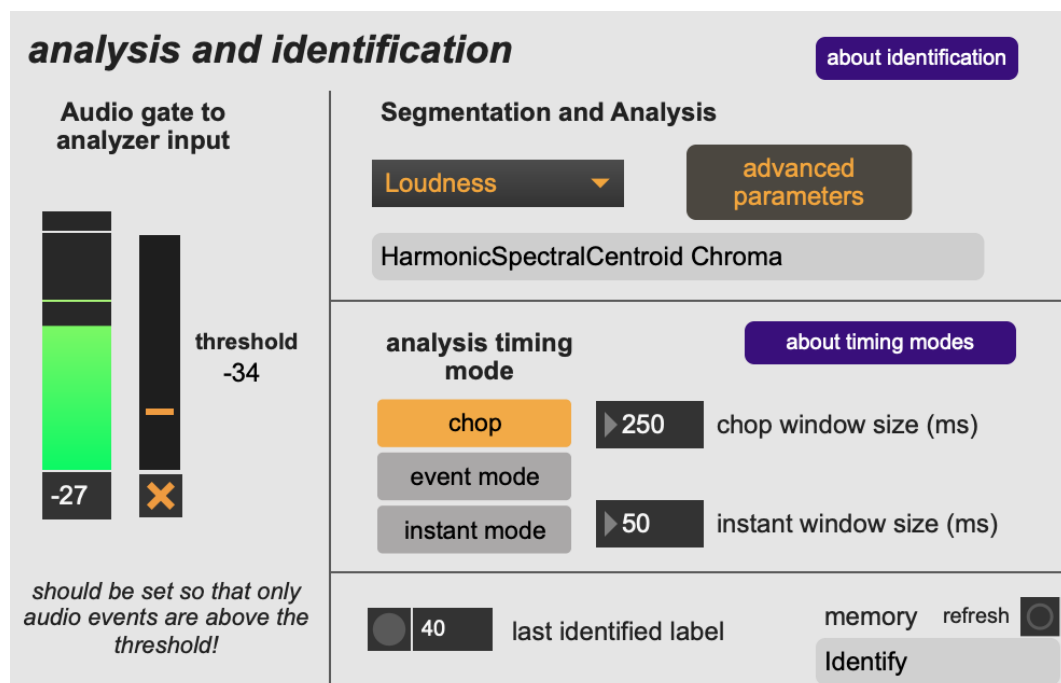 analysis and identification
about identification
Audio gate to
analyzer input
threshold
-34
-27
should be set so that only
audio events are above the
threshold!
Segmentation and Analysis
Loudness
advanced
parameters
HarmonicSpectralCentroid Chroma
analysis timing
mode
about timing modes
chop
250
chop window size (ms)
event mode
instant mode
50
instant window size (ms)
40
last identified label
memory
refresh
Identify